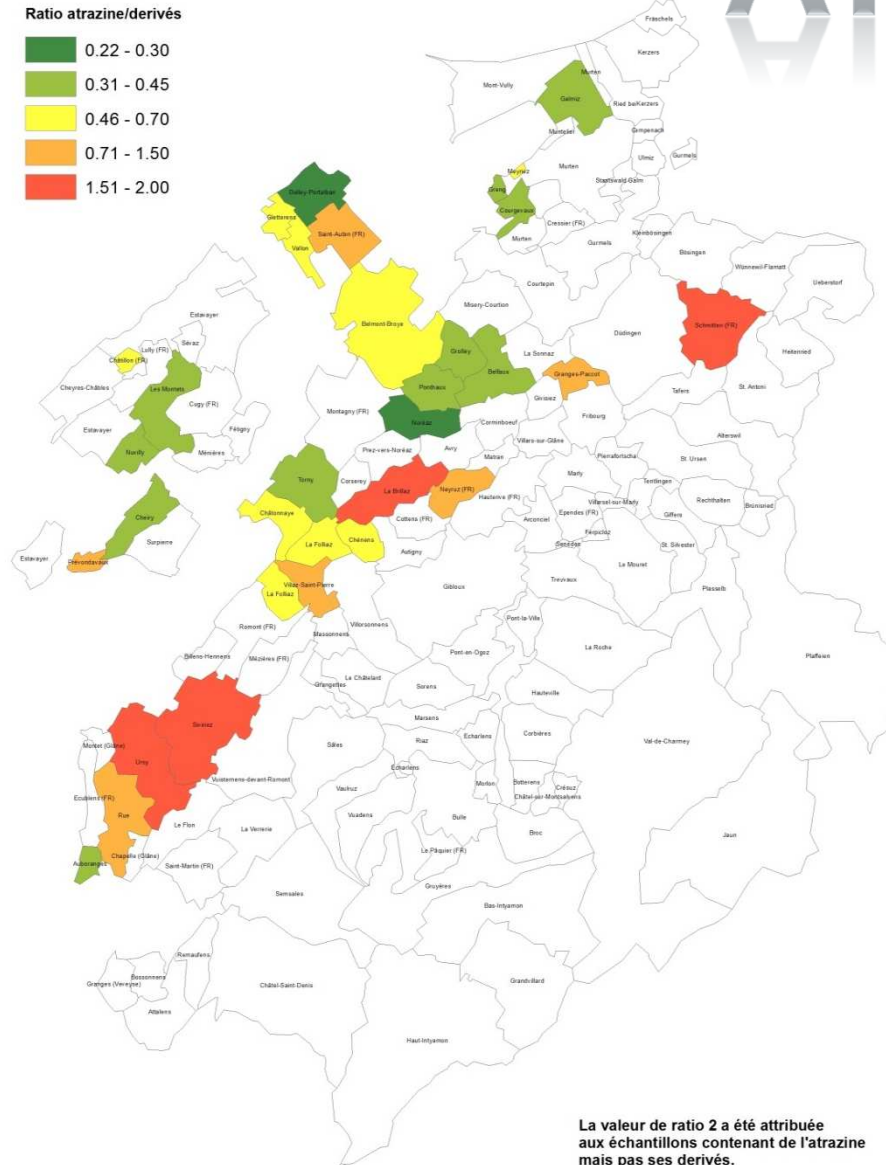 Ratio atrazine/derivés
0.22 - 0.30
0.31 - 0.45
0.46 - 0.70
0.71 - 1.50
1.51 - 2.00
Fräschels
Kerzers
Mont-Vully
Murten
Galmiz
Ried bei Kerzers
Gempenach
Muntelier
Ulmiz
Gurmels
Meyriez
Murten
Staatswald-Galm
Greng
Courgevaux
Cressier (FR)
Murten
Gurmels
Kleinbösingen
Bösingen
Wünnewil-Flamatt
Ueberstorf
Delley-Portalban
Gletterens
Saint-Aubin (FR)
Vallon
Courtepin
Misery-Courtion
Belmont-Broye
Düdingen
Schmitten (FR)
Heitenried
Estavayer
Sévaz
Lully (FR)
Châtillon (FR)
Cheyres-Châbles
Les Montets
Cugy (FR)
Estavayer
Fétigny
Nuvilly
Ménières
Grolley
La Sonnaz
Belfaux
Ponthaux
Granges-Paccot
Givisiez
Tafers
St. Antoni
Montagny (FR)
Noréaz
Fribourg
Corminboeuf
Villars-sur-Glâne
Alterswil
Prez-vers-Noréaz
Avry
Matran
Pierrafortscha
St. Ursen
Torny
Corserey
La Brillaz
Neyruz (FR)
Hauterive (FR)
Marly
Tentlingen
Villarsel-sur-Marly
Rechthalten
Brünisried
Giffers
Cheiry
Surpierre
Estavayer
Prévondavaux
Châtonnaye
Cottens (FR)
Arconciel
Ependes (FR)
Ferpicloz
Senèdes
St. Silvester
La Folliaz
Chénens
Autigny
Treyvaux
Le Mouret
Plasselb
Villaz-Saint-Pierre
La Folliaz
Gibloux
Romont (FR)
Massonnens
Villorsonnens
Pont-la-Ville
La Roche
Plaffeien
Billens-Hennens
Mézières (FR)
Pont-en-Ogoz
Grangettes
Le Châtelard
Sorens
Hauteville
Siviriez
Marsens
Echarlens
Corbières
Val-de-Charmey
Montet (Glâne)
Ursy
Sâles
Riaz
Echarlens
Vuisternens-devant-Romont
Vaulruz
Morlon
Botterens
Crésuz
Châtel-sur-Montsalvens
Ecublens (FR)
Rue
Le Flon
La Verrerie
Vuadens
Bulle
Broc
Jaun
Auboranges
Chapelle (Glâne)
Saint-Martin (FR)
Le Pâquier (FR)
Gruyères
Semsales
Bas-Intyamon
Remaufens
Granges (Veveyse)
Bossonnens
Châtel-Saint-Denis
Grandvillard
Attalens
Haut-Intyamon
La valeur de ratio 2 a été attribuée
aux échantillons contenant de l'atrazine
mais pas ses derivés.